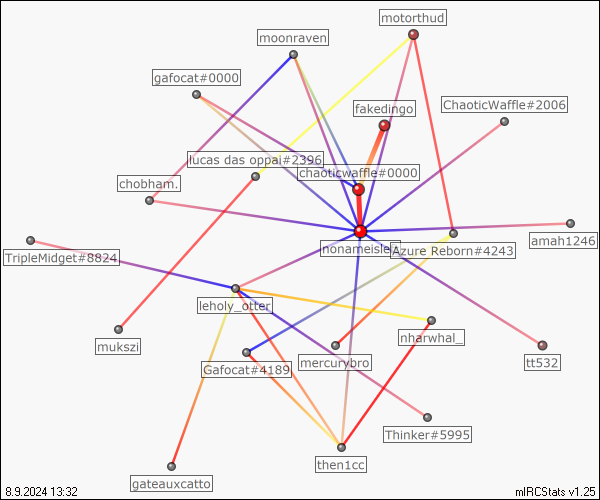 motorthud
moonraven
gafocat#0000
fakedingo
ChaoticWaffle#2006
lucas das oppai#2396
chaoticwaffle#0000
chobham.
amah1246
nonameisle
Azure Reborn#4243
TripleMidget#8824
leholy_otter
nharwhal_
mukszi
mercurybro
tt532
Gafocat#4189
Thinker#5995
then1cc
gateauxcatto
8.9.2024 13:32
mIRCStats v1.25